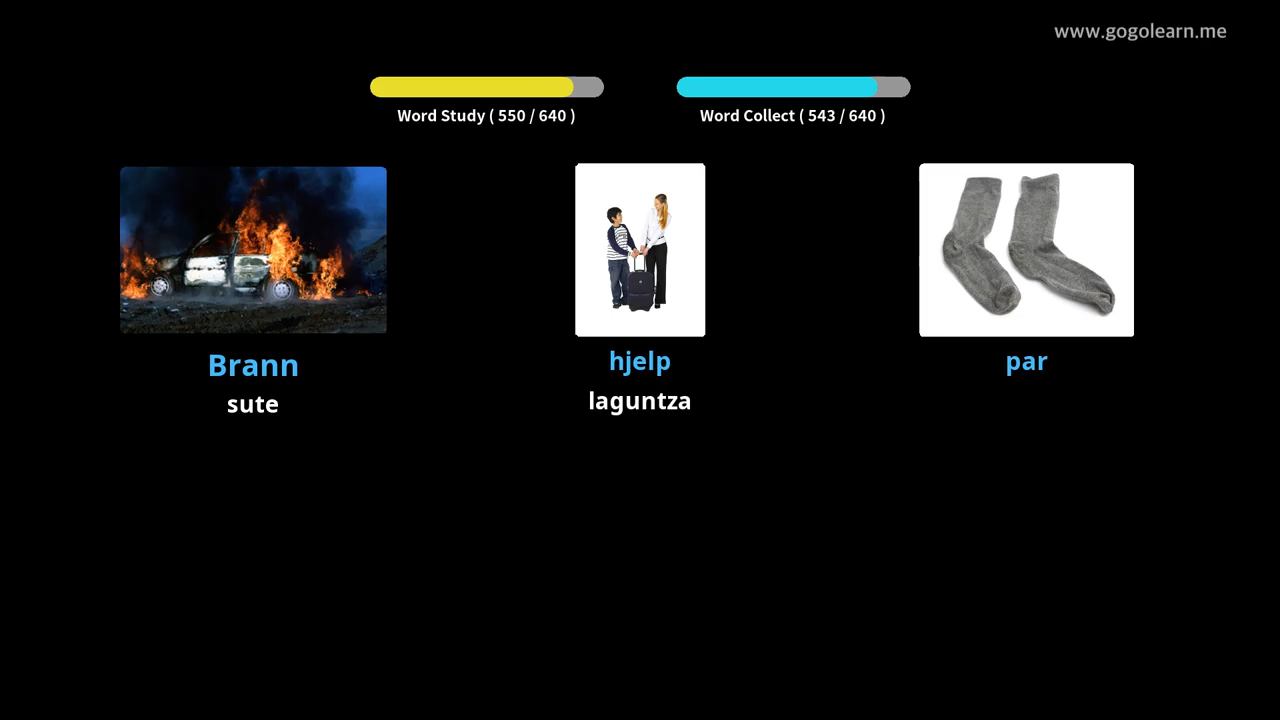 www.gogolearn.me
Word Study ( 550 / 640 )
Word Collect ( 543 / 640 )
Brann
sute
hjelp
laguntza
par